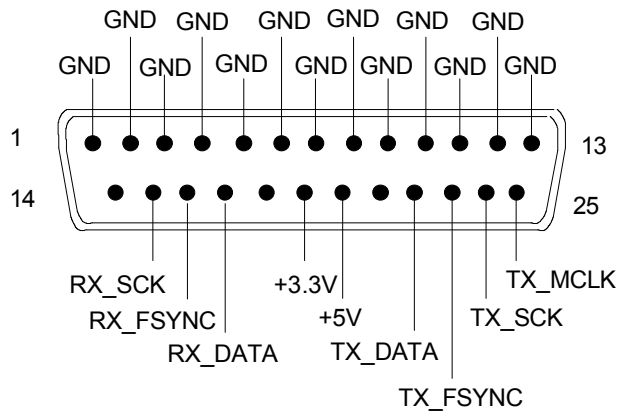 GND GND GND GND GND GND
GND GND GND GND GND GND GND
1 13
14 25
RX_SCK +3.3V TX_MCLK
RX_FSYNC +5V TX_SCK
RX_DATA TX_DATA
TX_FSYNC